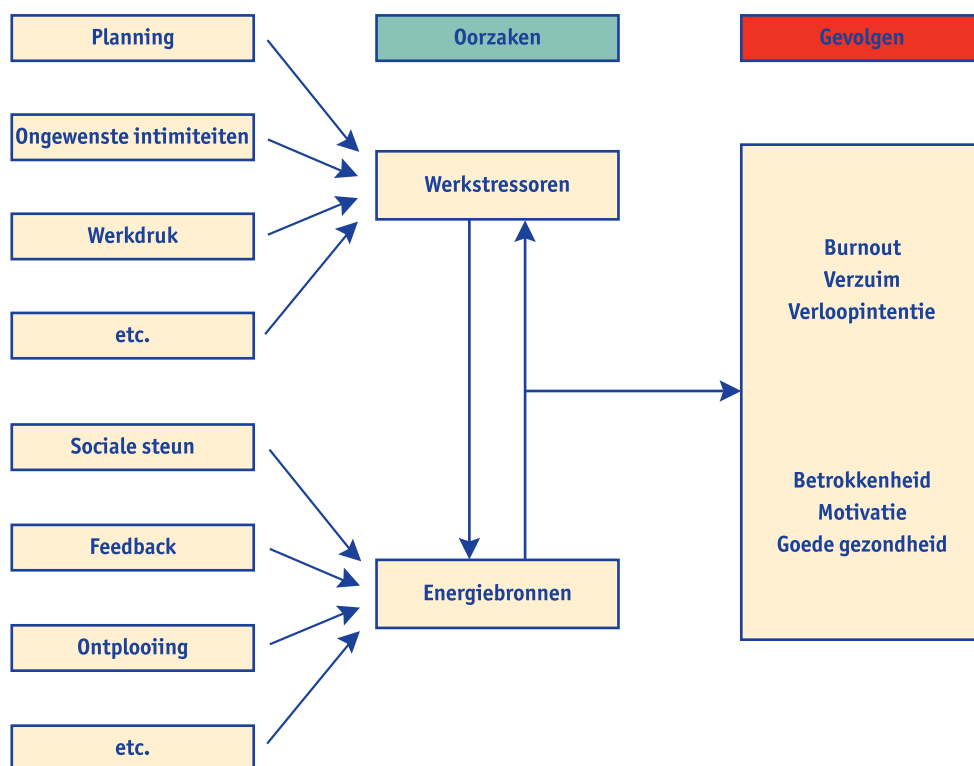 Planning
Oorzaken
Gevolgen
Ongewenste intimiteiten
Werkstressoren
Werkdruk
Burnout
Verzuim
Verloopintentie
etc.
Sociale steun
Betrokkenheid
Motivatie
Goede gezondheid
Feedback
Energiebronnen
Ontplooiing
etc.